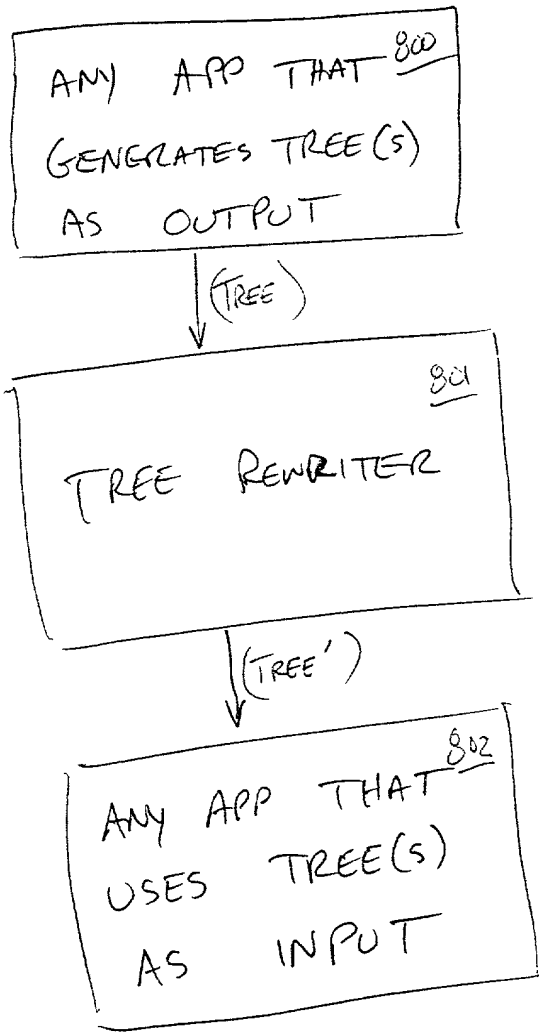 ANY APP THAT 800
GENERATES TREE(S)
AS OUTPUT
(TREE)
801
TREE REWRITER
(TREE')
802
ANY APP THAT
USES TREE(S)
AS INPUT